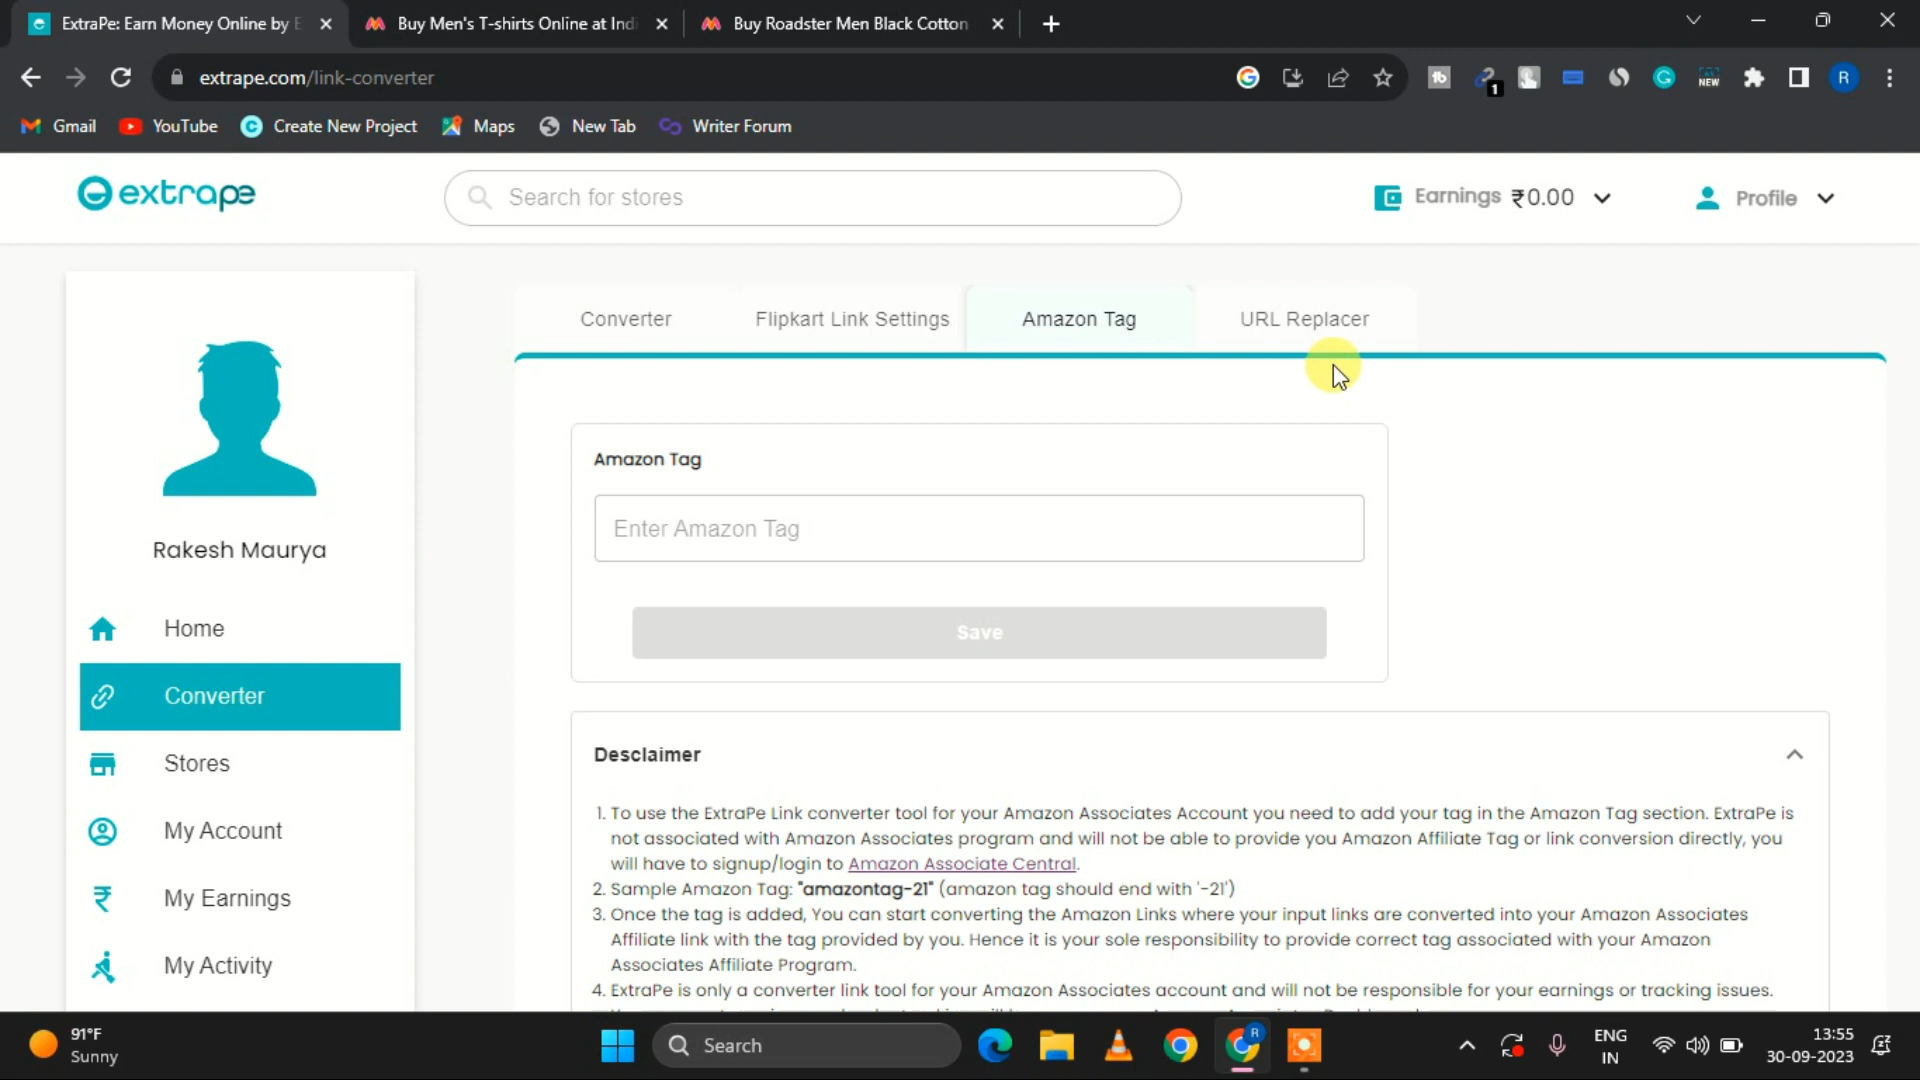 ExtraPe: Earn Money Online by E
Buy Men's T-shirts Online at Indi
Buy Roadster Men Black Cotton
extrape.com/link-converter
1
NEW
R
Gmail
YouTube
Create New Project
Maps
New Tab
Writer Forum
extrape
Search for stores
Earnings ₹0.00
Profile
Converter
Flipkart Link Settings
Amazon Tag
URL Replacer
Rakesh Maurya
Home
Converter
Stores
My Account
My Earnings
My Activity
Amazon Tag
Enter Amazon Tag
Save
Desclaimer
1. To use the ExtraPe Link converter tool for your Amazon Associates Account you need to add your tag in the Amazon Tag section. ExtraPe is
not associated with Amazon Associates program and will not be able to provide you Amazon Affiliate Tag or link conversion directly, you
will have to signup/login to Amazon Associate Central.
2. Sample Amazon Tag: "amazontag-21" (amazon tag should end with '-21')
3. Once the tag is added, You can start converting the Amazon Links where your input links are converted into your Amazon Associates
Affiliate link with the tag provided by you. Hence it is your sole responsibility to provide correct tag associated with your Amazon
Associates Affiliate Program.
4. ExtraPe is only a converter link tool for your Amazon Associates account and will not be responsible for your earnings or tracking issues.
91°F
Sunny
Search
R
ENG
IN
13:55
30-09-2023